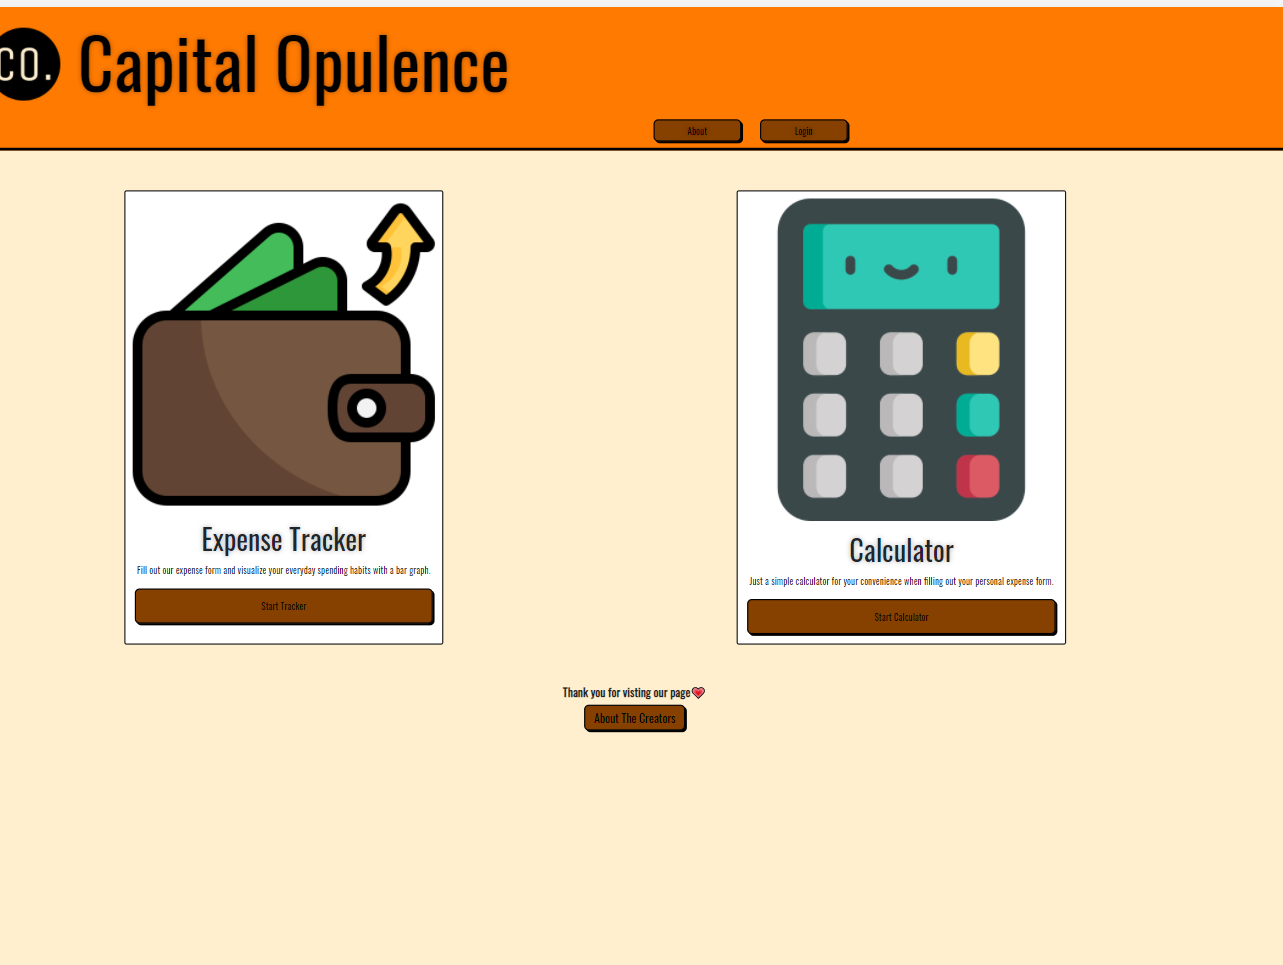 CO.
Capital Opulence
About
Login
Expense Tracker
Fill out our expense form and visualize your everyday spending habits with a bar graph.
Start Tracker
Calculator
Just a simple calculator for your convenience when filling out your personal expense form.
Start Calculator
Thank you for visting our page💗
About The Creators